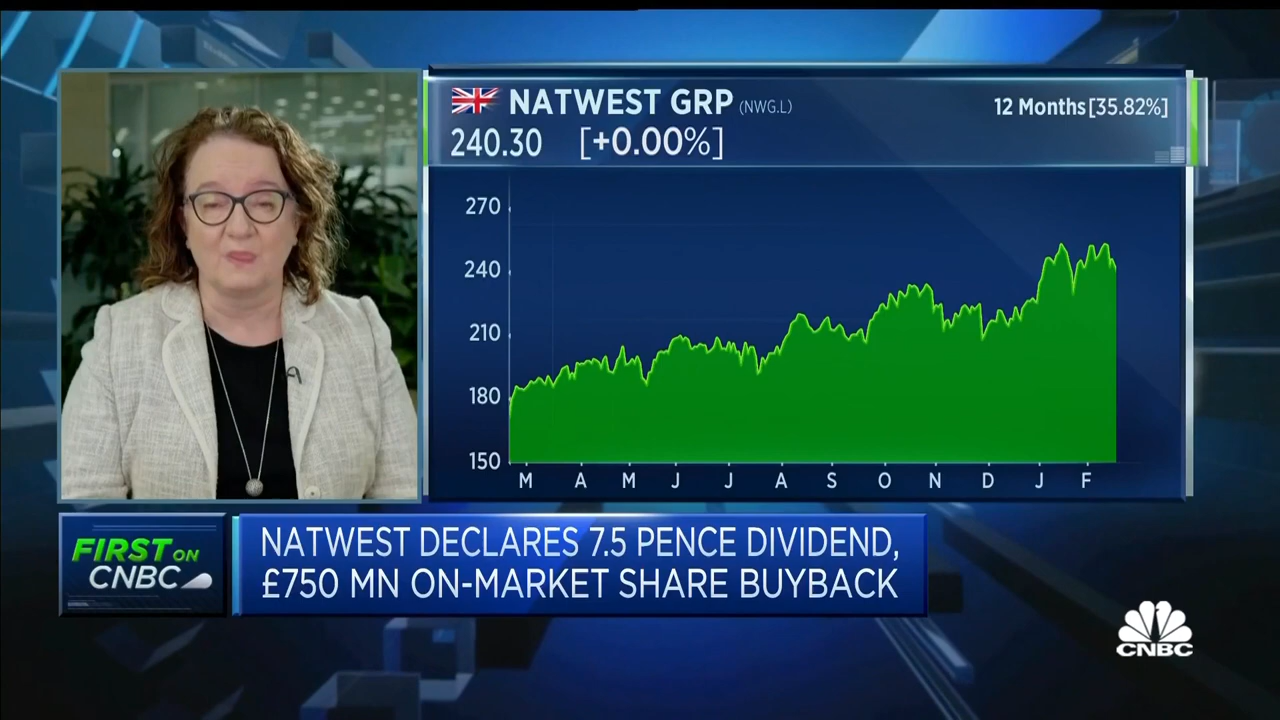 NATWEST GRP (NWG.L)
12 Months [35.82%]
240.30 [+0.00%]
270
240
210
180
150
M A M J J A S O N D J F
FIRST ON
CNBC
NATWEST DECLARES 7.5 PENCE DIVIDEND,
£750 MN ON-MARKET SHARE BUYBACK
CNBC